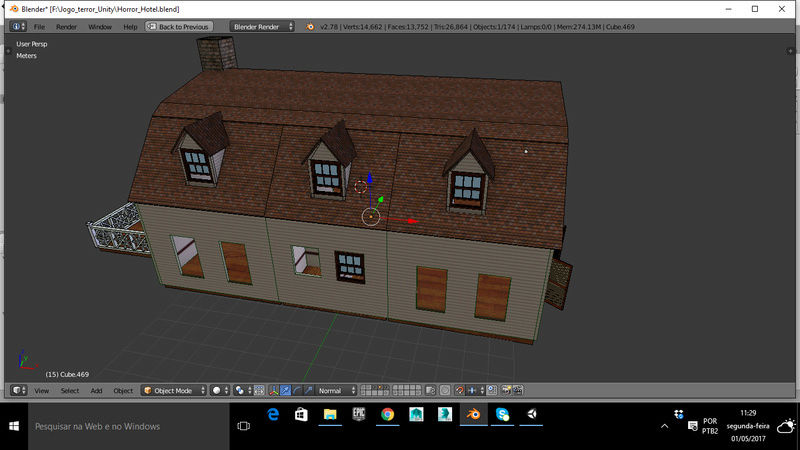 Blender* [F:\Jogo_terror_Unity\Horror_Hotel.blend]
File Render Window Help Back to Previous Blender Render v2.78 | Verts:14,662 | Faces:13,752 | Tris:26,864 | Objects:1/174 | Lamps:0/0 | Mem:274.13M | Cube.469
User Persp
Meters
(15) Cube.469
View Select Add Object Object Mode Normal
EPIC
Pesquisar na Web e no Windows
POR
PTB2
11:29
segunda-feira
01/05/2017